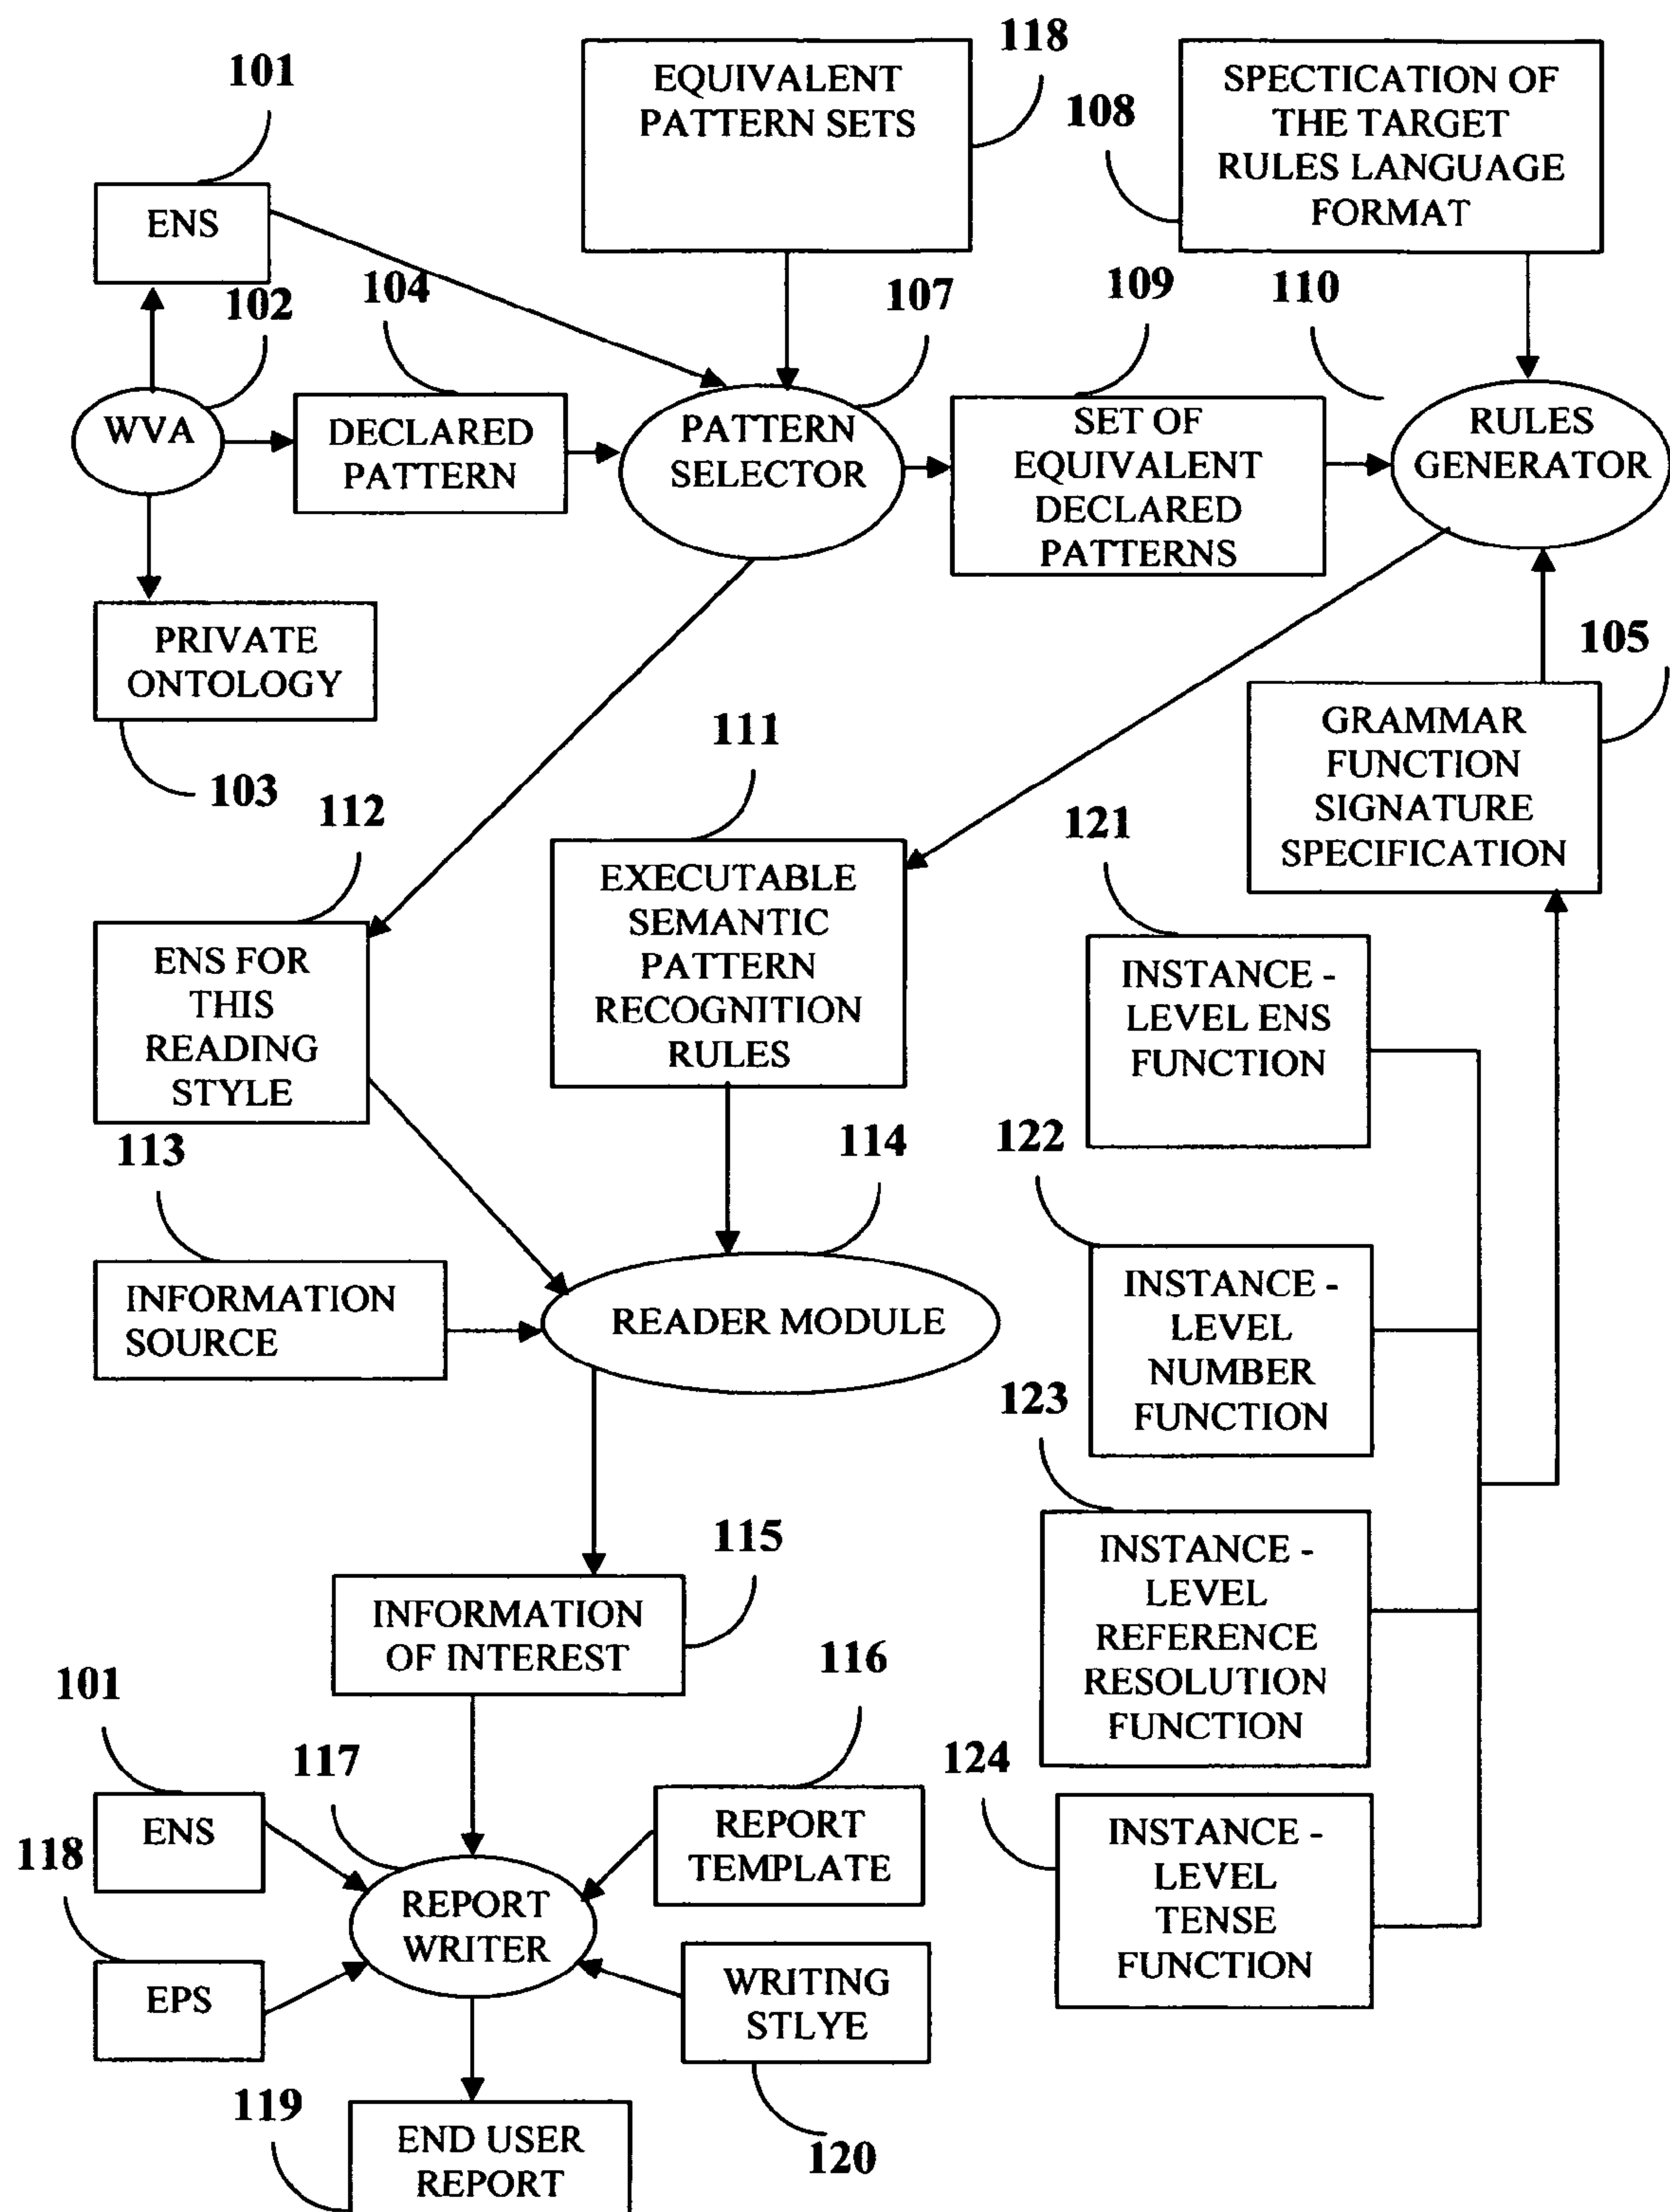 118
101
EQUIVALENT
PATTERN SETS
108
SPECTICATION OF
THE TARGET
RULES LANGUAGE
FORMAT
ENS
102
104
107
109
110
WVA
DECLARED
PATTERN
PATTERN
SELECTOR
SET OF
EQUIVALENT
DECLARED
PATTERNS
RULES
GENERATOR
PRIVATE
ONTOLOGY
103
105
GRAMMAR
FUNCTION
SIGNATURE
SPECIFICATION
111
112
121
EXECUTABLE
SEMANTIC
PATTERN
RECOGNITION
RULES
ENS FOR
THIS
READING
STYLE
INSTANCE -
LEVEL ENS
FUNCTION
113
114
122
INFORMATION
SOURCE
READER MODULE
INSTANCE -
LEVEL
NUMBER
FUNCTION
123
115
INSTANCE -
LEVEL
REFERENCE
RESOLUTION
FUNCTION
INFORMATION
OF INTEREST
101
116
117
124
ENS
REPORT
TEMPLATE
118
REPORT
WRITER
INSTANCE -
LEVEL
TENSE
FUNCTION
EPS
WRITING
STLYE
119
120
END USER
REPORT